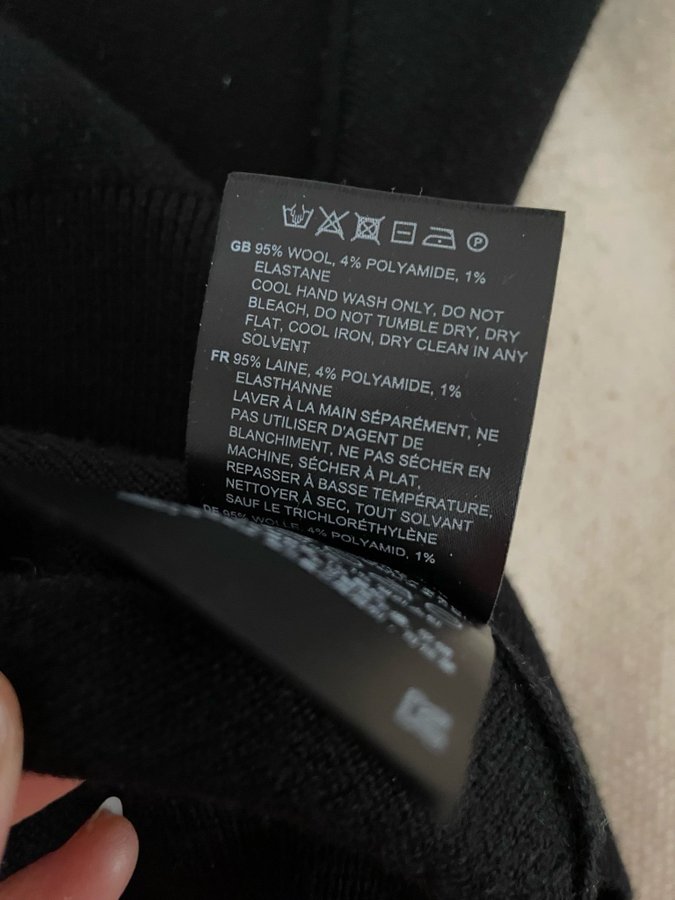 P
GB 95% WOOL, 4% POLYAMIDE, 1%
ELASTANE
COOL HAND WASH ONLY, DO NOT
BLEACH, DO NOT TUMBLE DRY, DRY
FLAT, COOL IRON, DRY CLEAN IN ANY
SOLVENT
FR 95% LAINE, 4% POLYAMIDE, 1%
ELASTHANNE
LAVER À LA MAIN SÉPARÉMENT, NE
PAS UTILISER D'AGENT DE
BLANCHIMENT, NE PAS SÉCHER EN
MACHINE, SÉCHER À PLAT,
REPASSER À BASSE TEMPÉRATURE,
NETTOYER À SEC, TOUT SOLVANT
SAUF LE TRICHLORÉTHYLÈNE
DE 95% WOLLE, 4% POLYAMID, 1%